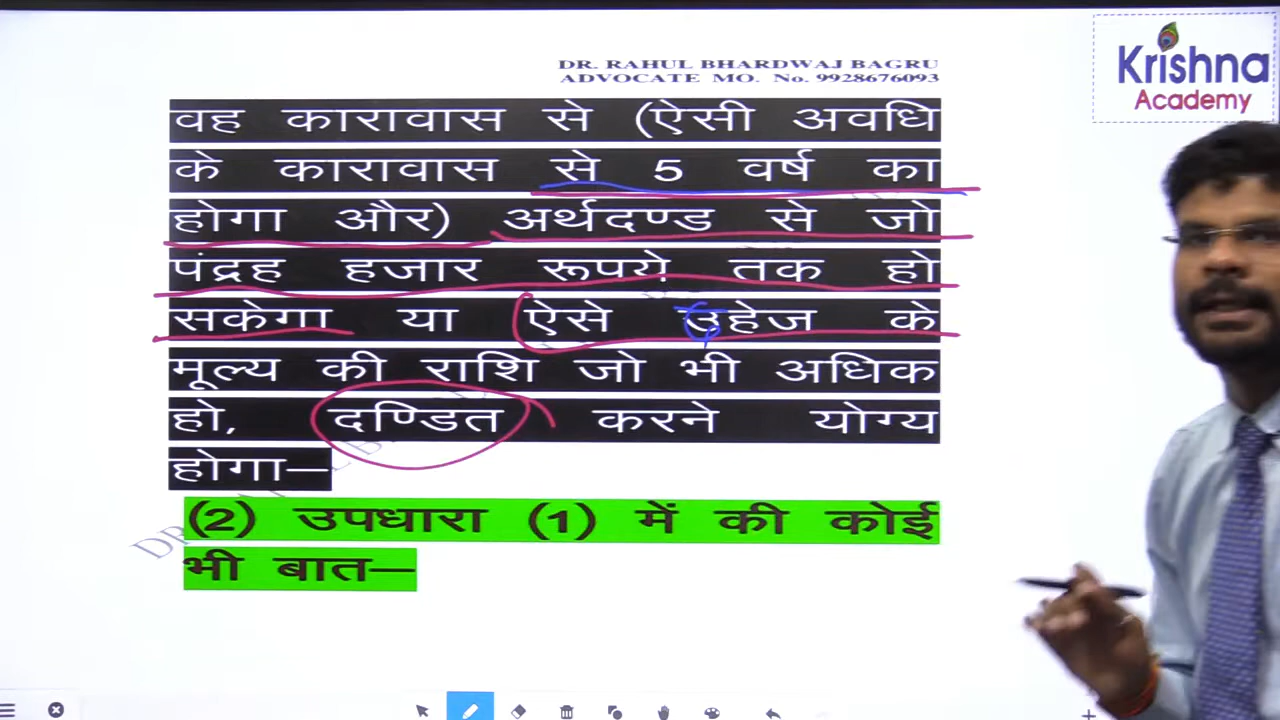 Krishna
Academy
DR. RAHUL BHARDWAJ BAGRU
ADVOCATE MO. No. 9928676093
वह कारावास से (ऐसी अवधि
के कारावास से 5 वर्ष का
होगा और) अर्थदण्ड से जो
पंद्रह हजार रूपये तक हो
सकेगा या ऐसे उहेज के
मूल्य की राशि जो भी अधिक
हो, दण्डित करने योग्य
होगा–
(2) उपधारा (1) में की कोई
भी बात–